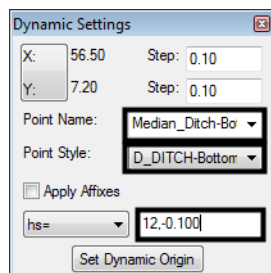 Dynamic Settings
X: 56.50 Step: 0.10
Y: 7.20 Step: 0.10
Point Name: Median_Ditch-Bo
Point Style: D_DITCH-Bottom
Apply Affixes
hs= 12,-0.100
Set Dynamic Origin